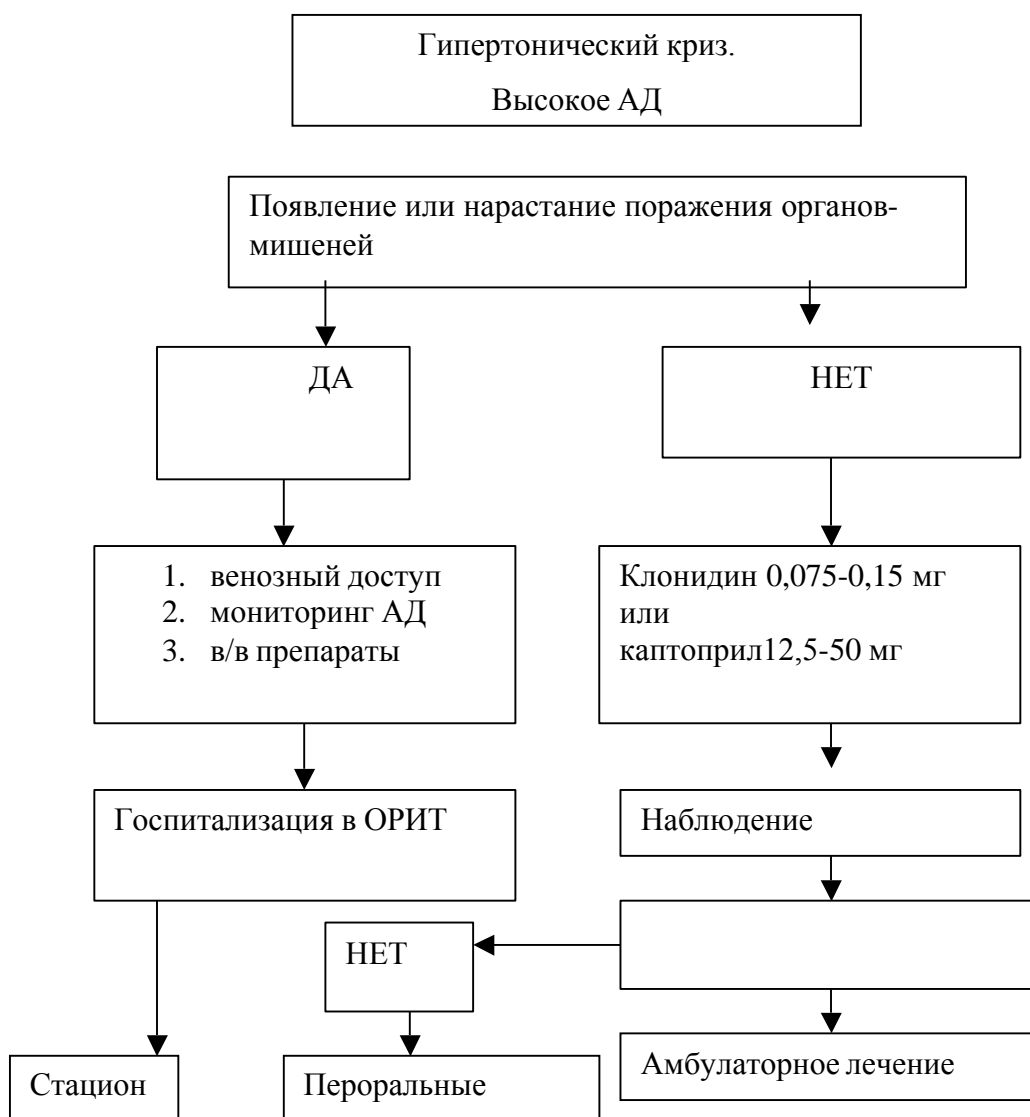 Гипертонический криз.
Высокое АД
Появление или нарастание поражения органов-
мишеней
ДА
НЕТ
1. венозный доступ
2. мониторинг АД
3. в/в препараты
Клонидин 0,075-0,15 мг
или
каптоприл12,5-50 мг
Госпитализация в ОРИТ
Наблюдение
НЕТ
Стацион
Пероральные
Амбулаторное лечение